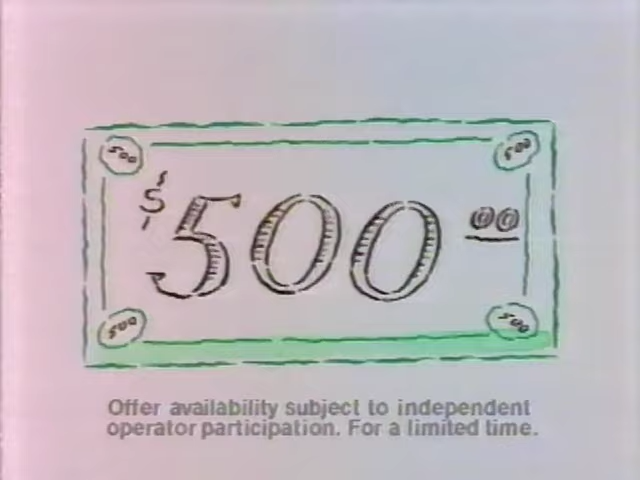 500 500
$500.00
500 500
Offer availability subject to independent
operator participation. For a limited time.